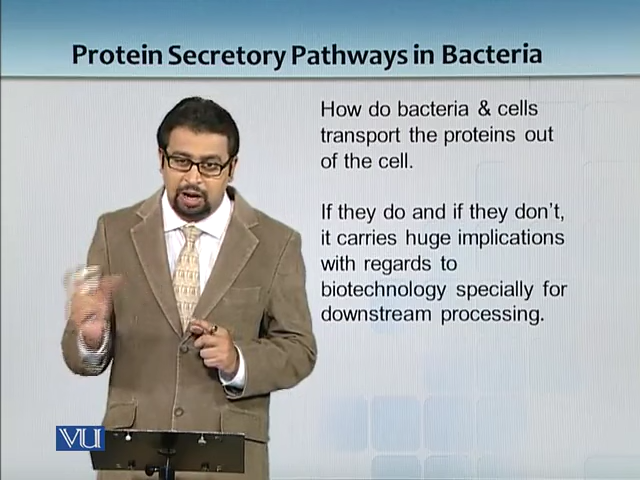 Protein Secretory Pathways in Bacteria
How do bacteria & cells
transport the proteins out
of the cell.
If they do and if they don't,
it carries huge implications
with regards to
biotechnology specially for
downstream processing.
VU